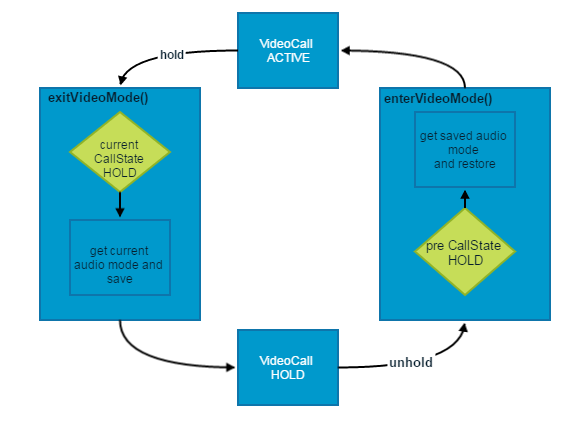 VideoCall
ACTIVE
hold
exitVideoMode()
current
CallState
HOLD
get current
audio mode and
save
enterVideoMode()
get saved audio
mode
and restore
pre CallState
HOLD
VideoCall
HOLD
unhold